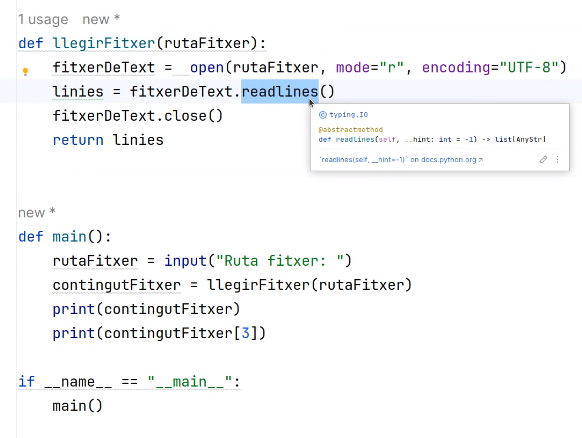 1 usage   new *
def llegirFitxer(rutaFitxer):
    fitxerDeText = open(rutaFitxer, mode="r", encoding="UTF-8")
    linies = fitxerDeText.readlines()
    fitxerDeText.close()
    return linies
typing.IO
@abstractmethod
def readlines(self, __hint: int = -1) -> list[AnyStr]
`readlines(self, __hint=-1)` on docs.python.org
new *
def main():
    rutaFitxer = input("Ruta fitxer: ")
    contingutFitxer = llegirFitxer(rutaFitxer)
    print(contingutFitxer)
    print(contingutFitxer[3])
if __name__ == "__main__":
    main()